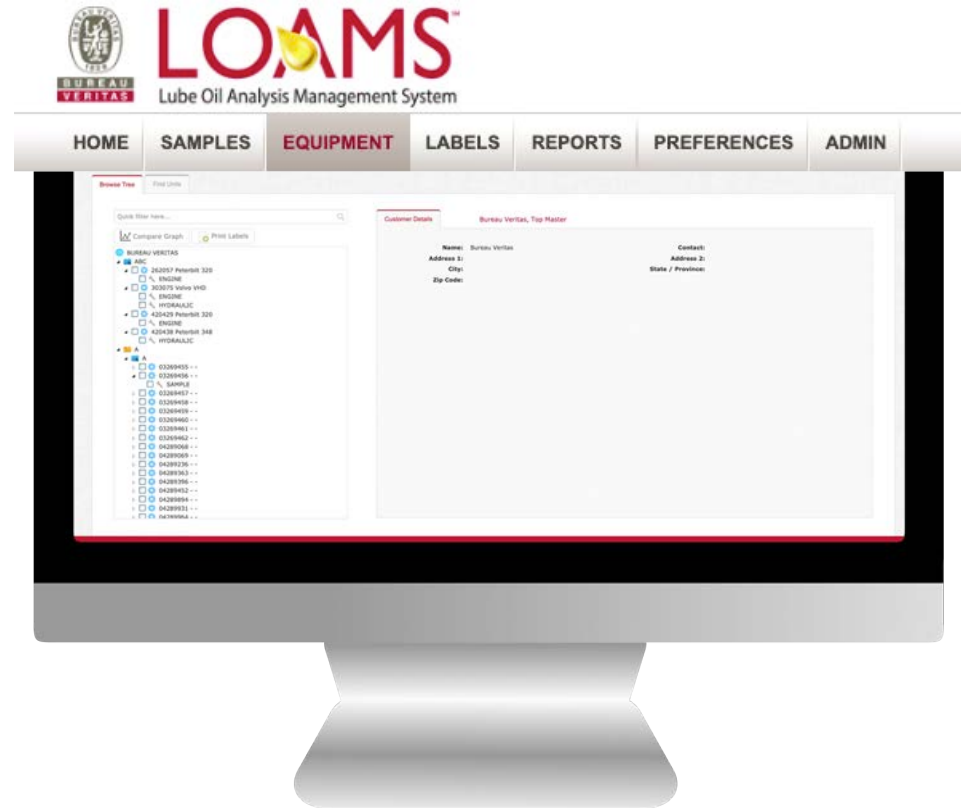 1828
BUREAU
VERITAS
LOAMS™
Lube Oil Analysis Management System
HOME SAMPLES EQUIPMENT LABELS REPORTS PREFERENCES ADMIN
Browse Tree Find Units
Quick filter here...
Compare Graph Print Labels
BUREAU VERITAS
ABC
262057 Peterbilt 320
ENGINE
303075 Volvo VHD
ENGINE
HYDRAULIC
420429 Peterbilt 320
ENGINE
420438 Peterbilt 348
HYDRAULIC
A
A
03269455 - -
03269456 - -
SAMPLE
03269457 - -
03269458 - -
03269459 - -
03269460 - -
03269461 - -
03269462 - -
04289068 - -
04289069 - -
04289236 - -
04289363 - -
04289396 - -
04289452 - -
04289894 - -
04289931 - -
Customer Details Bureau Veritas, Top Master
Name: Bureau Veritas Contact:
Address 1: Address 2:
City: State / Province:
Zip Code: